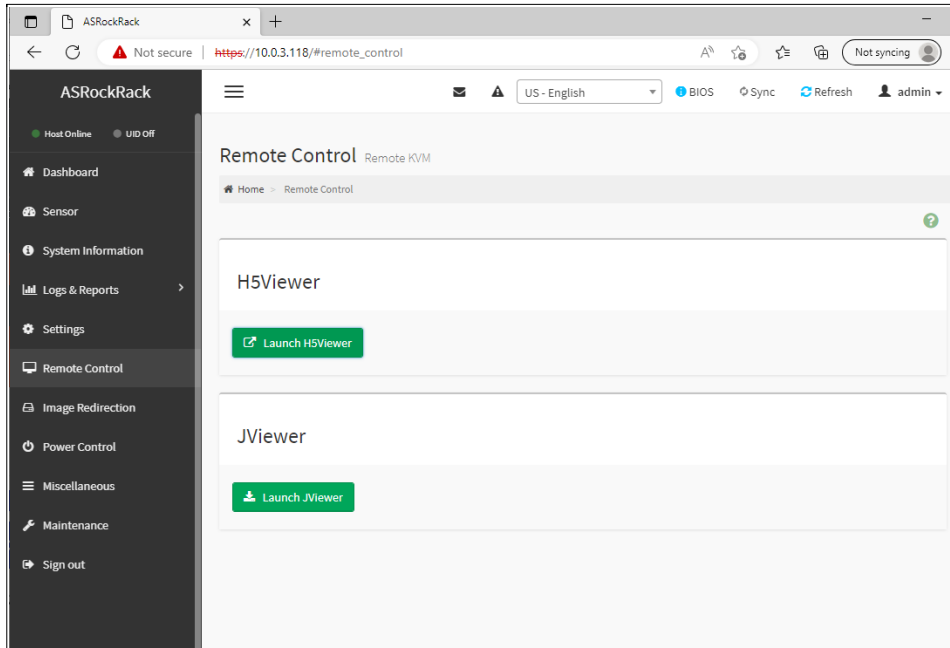 ASRockRack
Not secure
https://10.0.3.118/#remote_control
Not syncing
ASRockRack
US - English
BIOS
Sync
Refresh
admin
Host Online
UID Off
Remote Control Remote KVM
Home > Remote Control
Dashboard
Sensor
System Information
Logs & Reports
Settings
Remote Control
Image Redirection
Power Control
Miscellaneous
Maintenance
Sign out
H5Viewer
Launch H5Viewer
JViewer
Launch JViewer